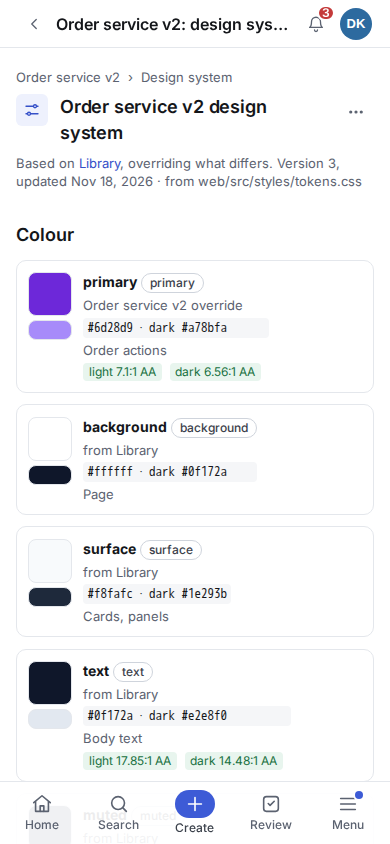 Order service v2: design sys...
3
DK
Order service v2 › Design system
Order service v2 design
system
Based on Library, overriding what differs. Version 3,
updated Nov 18, 2026 · from web/src/styles/tokens.css
Colour
primary primary
Order service v2 override
#6d28d9 · dark #a78bfa
Order actions
light 7.1:1 AA dark 6.56:1 AA
background background
from Library
#ffffff · dark #0f172a
Page
surface surface
from Library
#f8fafc · dark #1e293b
Cards, panels
text text
from Library
#0f172a · dark #e2e8f0
Body text
light 17.85:1 AA dark 14.48:1 AA
muted muted
from Library
Home
Search
Create
Review
Menu